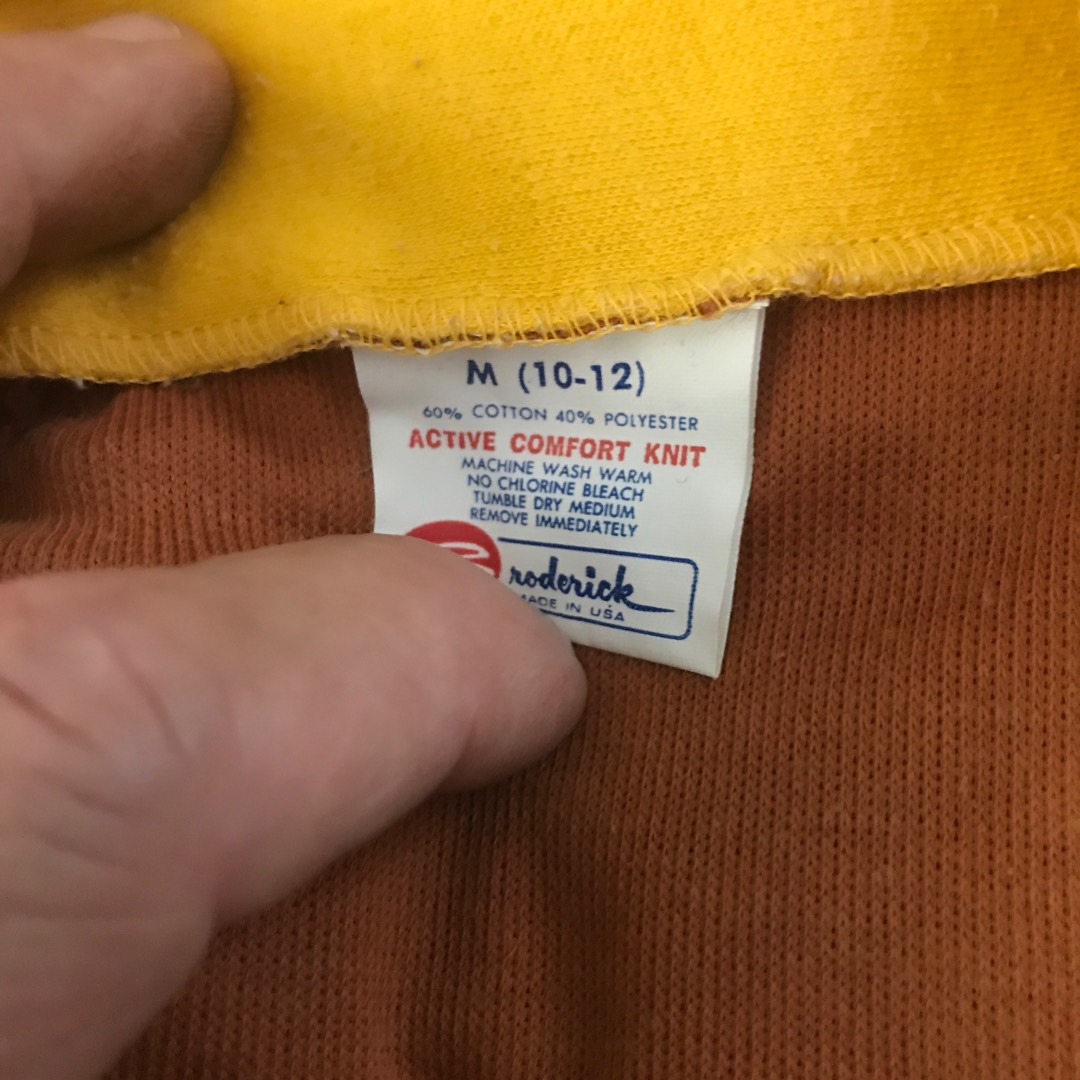 M (10-12)
60% COTTON 40% POLYESTER
ACTIVE COMFORT KNIT
MACHINE WASH WARM
NO CHLORINE BLEACH
TUMBLE DRY MEDIUM
REMOVE IMMEDIATELY
roderick
MADE IN USA